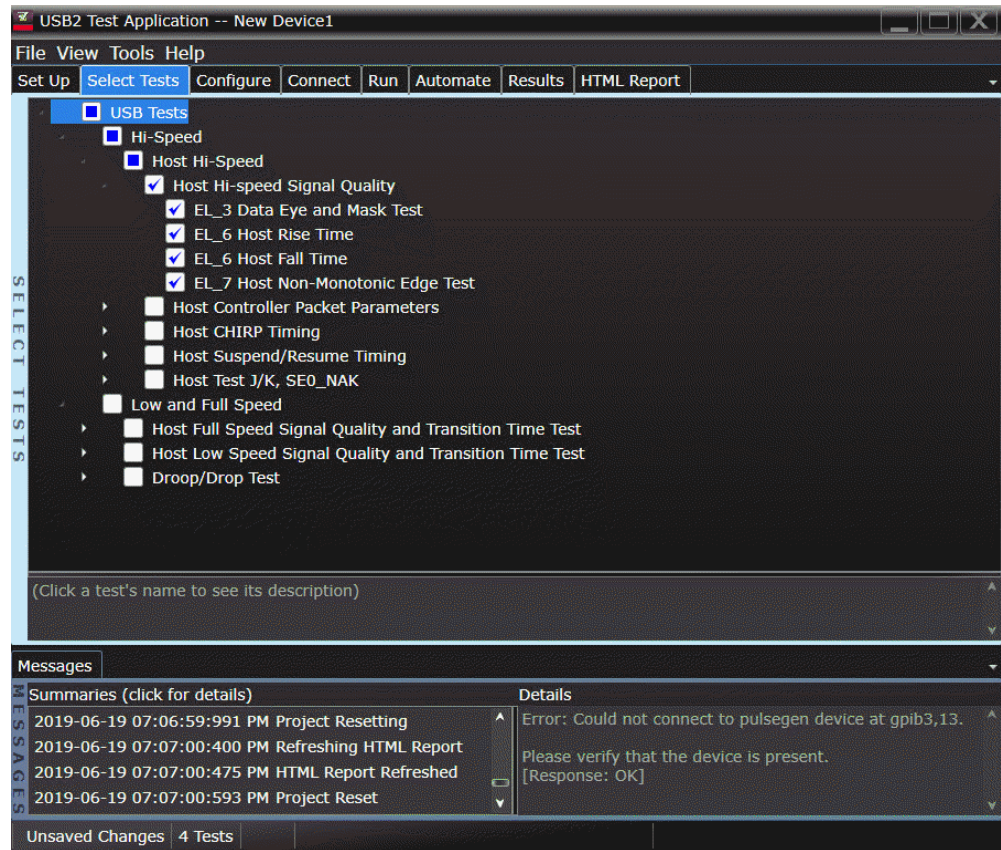 USB2 Test Application -- New Device1
File View Tools Help
Set Up Select Tests Configure Connect Run Automate Results HTML Report
SELECT TESTS
USB Tests
Hi-Speed
Host Hi-Speed
Host Hi-speed Signal Quality
EL_3 Data Eye and Mask Test
EL_6 Host Rise Time
EL_6 Host Fall Time
EL_7 Host Non-Monotonic Edge Test
Host Controller Packet Parameters
Host CHIRP Timing
Host Suspend/Resume Timing
Host Test J/K, SE0_NAK
Low and Full Speed
Host Full Speed Signal Quality and Transition Time Test
Host Low Speed Signal Quality and Transition Time Test
Droop/Drop Test
(Click a test's name to see its description)
Messages
MESSAGES
Summaries (click for details)
2019-06-19 07:06:59:991 PM Project Resetting
2019-06-19 07:07:00:400 PM Refreshing HTML Report
2019-06-19 07:07:00:475 PM HTML Report Refreshed
2019-06-19 07:07:00:593 PM Project Reset
Details
Error: Could not connect to pulsegen device at gpib3,13.
Please verify that the device is present.
[Response: OK]
Unsaved Changes 4 Tests